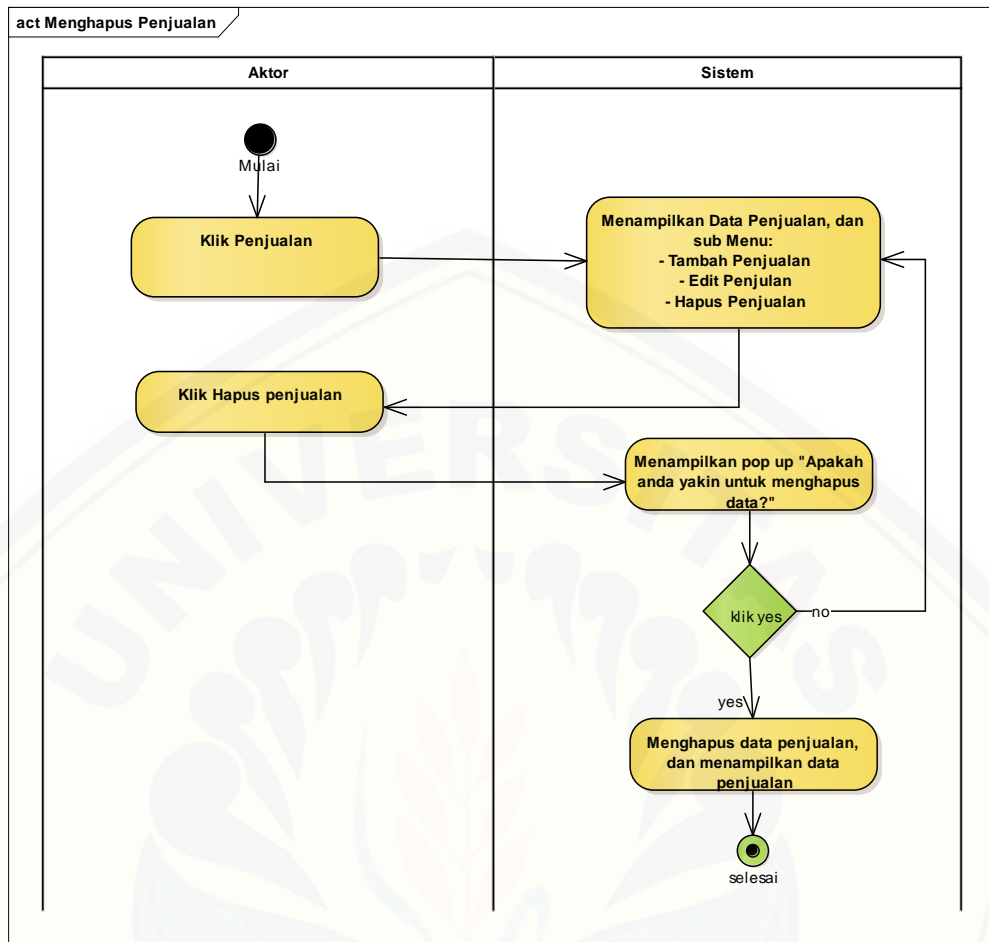 act Menghapus Penjualan
Aktor
Sistem
Mulai
Klik Penjualan
Menampilkan Data Penjualan, dan
sub Menu:
- Tambah Penjualan
- Edit Penjulan
- Hapus Penjualan
Klik Hapus penjualan
Menampilkan pop up "Apakah
anda yakin untuk menghapus
data?"
klik yes
no
yes
Menghapus data penjualan,
dan menampilkan data
penjualan
selesai
UNIVERSITAS